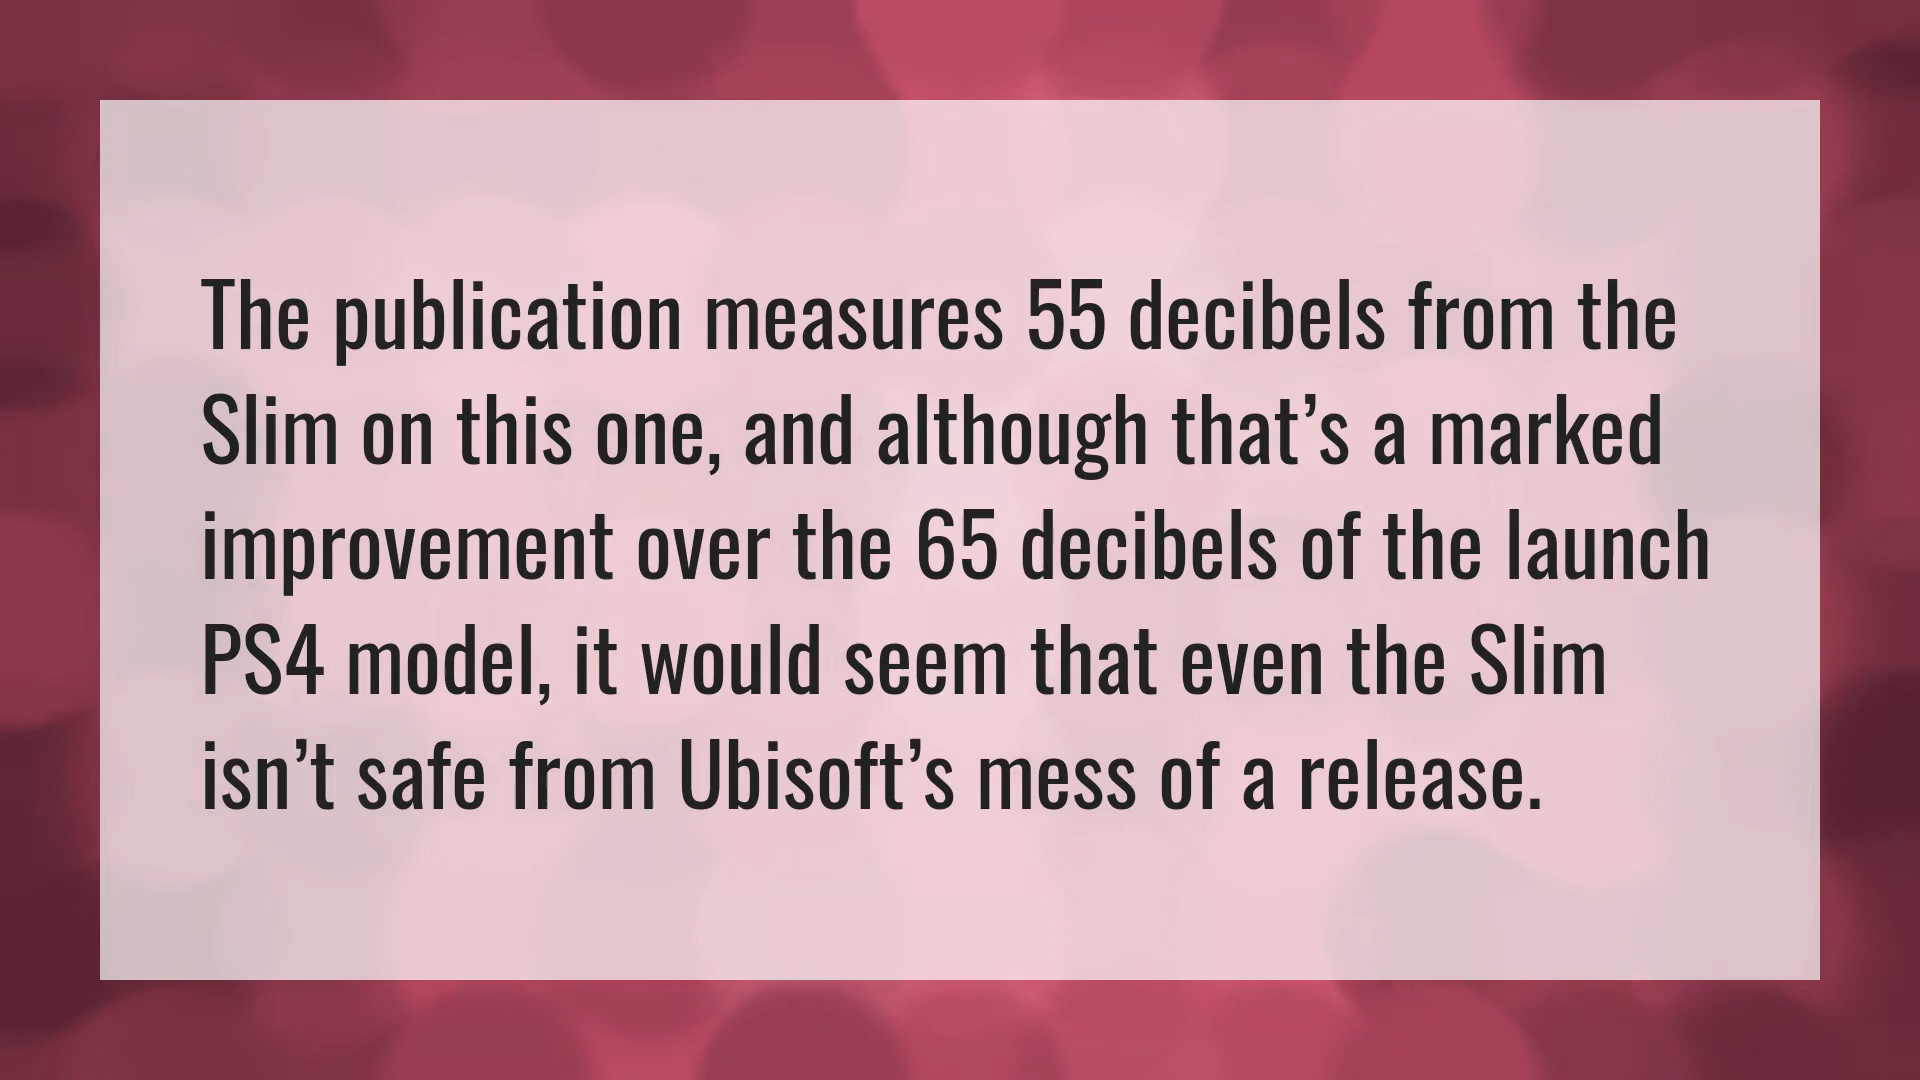 The publication measures 55 decibels from the
Slim on this one, and although that’s a marked
improvement over the 65 decibels of the launch
PS4 model, it would seem that even the Slim
isn’t safe from Ubisoft’s mess of a release.